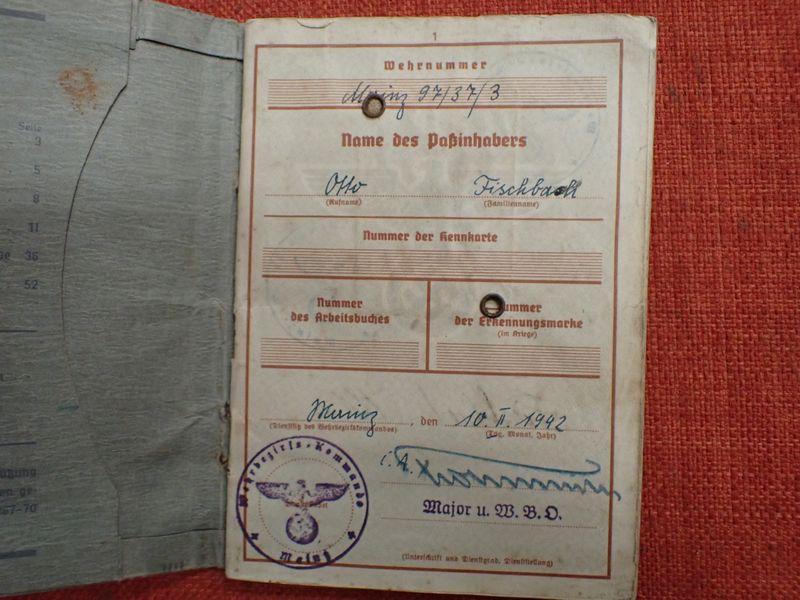 Seite
3
5
8
11
36
52
67-70
1
Wehrnummer
Mainz 97/37/3
Name des Paßinhabers
Otto Fischbach
(Rufname) (Familienname)
Nummer der Kennkarte
Nummer
des Arbeitsbuches
Nummer
der Erkennungsmarke
(im Kriege)
Mainz, den 10. II. 1942
(Dienstsitz des Wehrbezirkskommandos) (Tag, Monat, Jahr)
i. A.
Major u. W. B. O.
(Unterschrift und Dienstgrad, Dienststellung)
Wehrbezirks-Kommando
Mainz